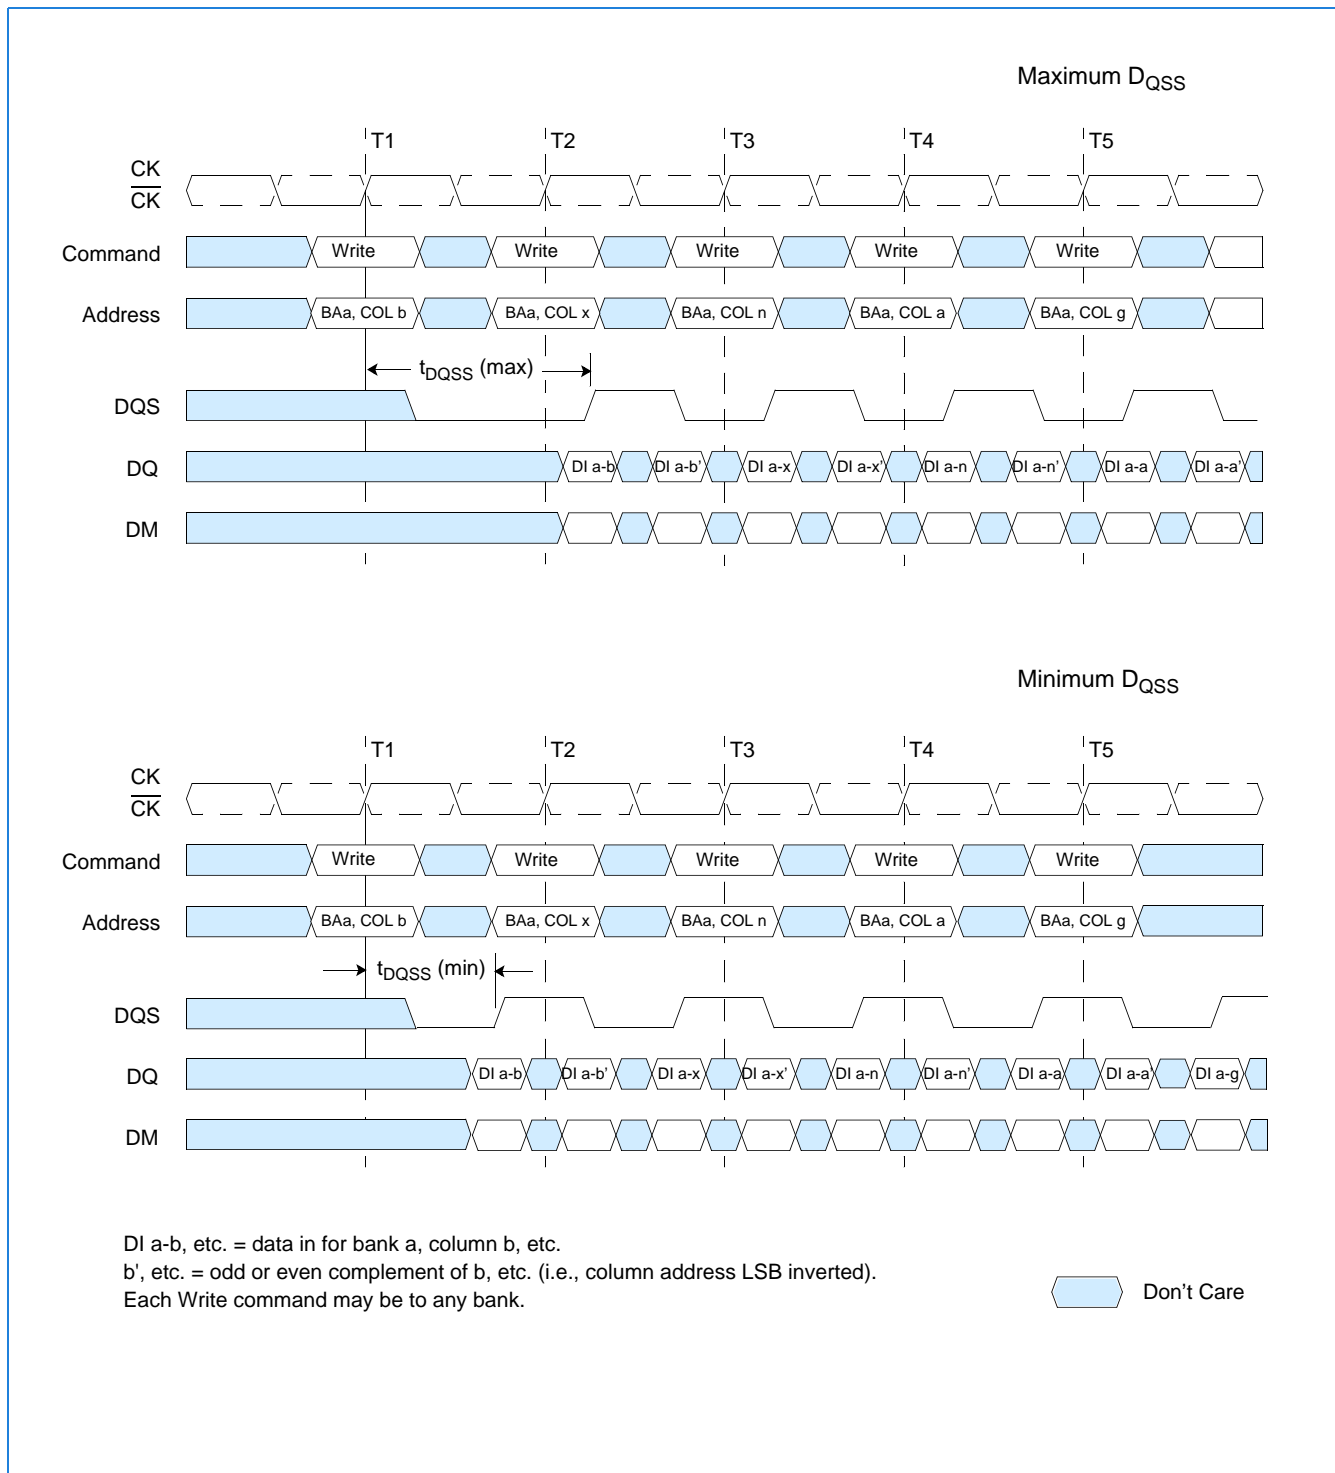 Maximum DQSS
T1 T2 T3 T4 T5
CK
CK
Command Write Write Write Write Write
Address BAa, COL b BAa, COL x BAa, COL n BAa, COL a BAa, COL g
tDQSS (max)
DQS
DQ DI a-b DI a-b’ DI a-x DI a-x’ DI a-n DI a-n’ DI a-a DI a-a’
DM
Minimum DQSS
T1 T2 T3 T4 T5
CK
CK
Command Write Write Write Write Write
Address BAa, COL b BAa, COL x BAa, COL n BAa, COL a BAa, COL g
tDQSS (min)
DQS
DQ DI a-b DI a-b’ DI a-x DI a-x’ DI a-n DI a-n’ DI a-a DI a-a’ DI a-g
DM
DI a-b, etc. = data in for bank a, column b, etc.
b', etc. = odd or even complement of b, etc. (i.e., column address LSB inverted).
Each Write command may be to any bank.
Don't Care